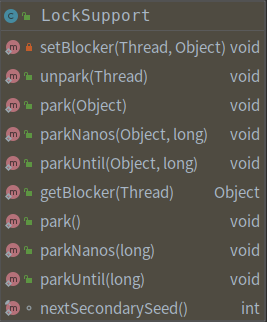 C LockSupport
m setBlocker(Thread, Object) void
m unpark(Thread) void
m park(Object) void
m parkNanos(Object, long) void
m parkUntil(Object, long) void
m getBlocker(Thread) Object
m park() void
m parkNanos(long) void
m parkUntil(long) void
m nextSecondarySeed() int